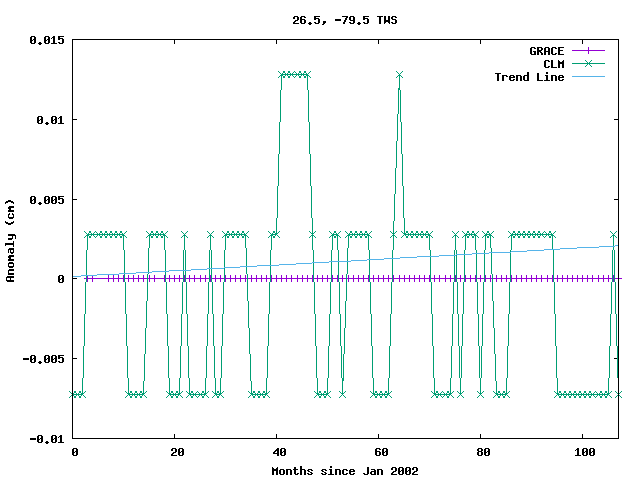 26.5, -79.5 TWS
0.015
GRACE
CLM
Trend Line
0.01
0.005
Anomaly (cm)
0
-0.005
-0.01
0 20 40 60 80 100
Months since Jan 2002